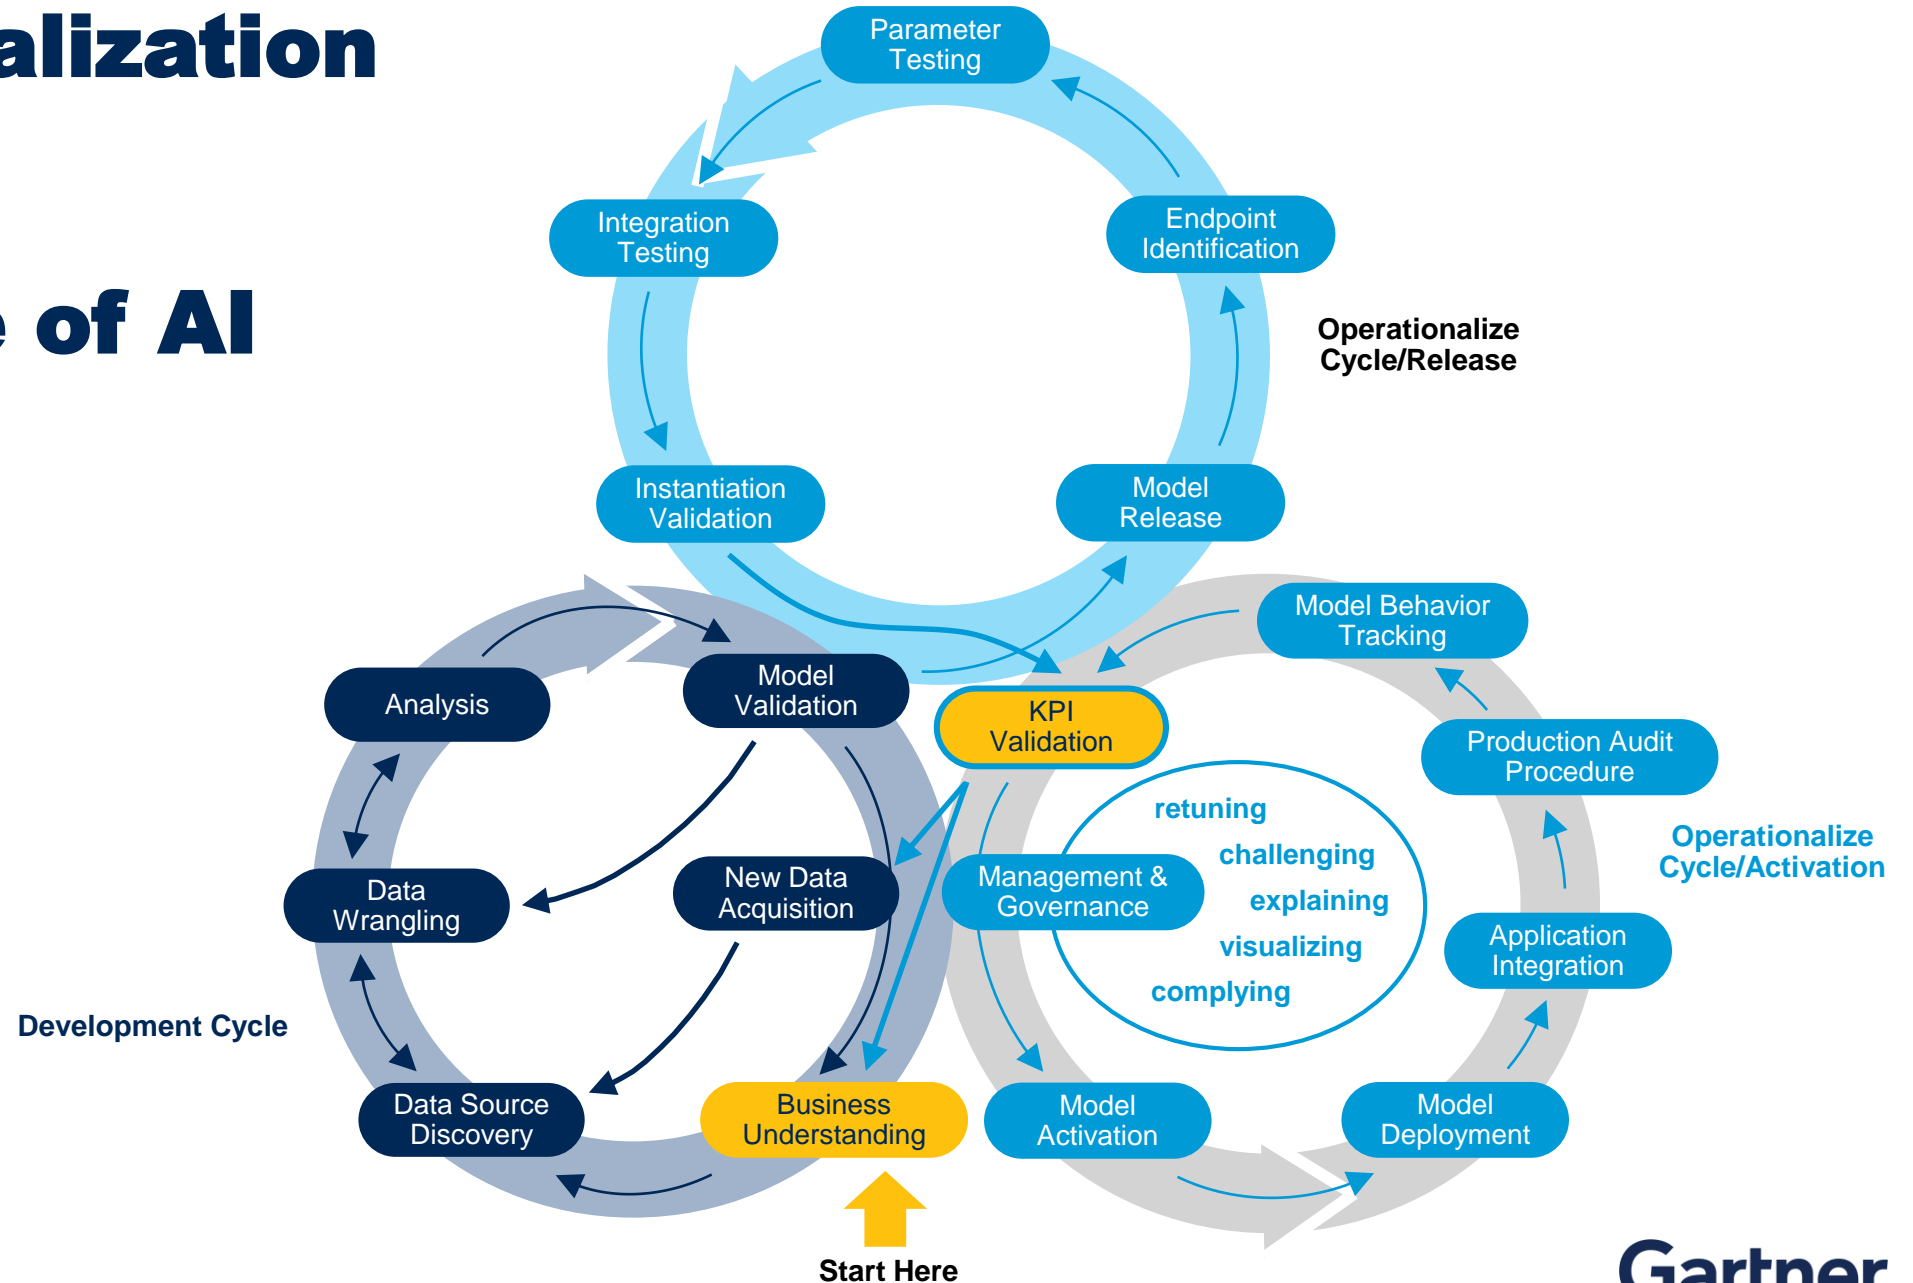 alization
e of AI
Parameter
Testing
Integration
Testing
Endpoint
Identification
Operationalize
Cycle/Release
Instantiation
Validation
Model
Release
Model Behavior
Tracking
Analysis
Model
Validation
KPI
Validation
Production Audit
Procedure
retuning
challenging
explaining
visualizing
complying
Operationalize
Cycle/Activation
Data
Wrangling
New Data
Acquisition
Management &
Governance
Application
Integration
Development Cycle
Data Source
Discovery
Business
Understanding
Model
Activation
Model
Deployment
Start Here
Gartner